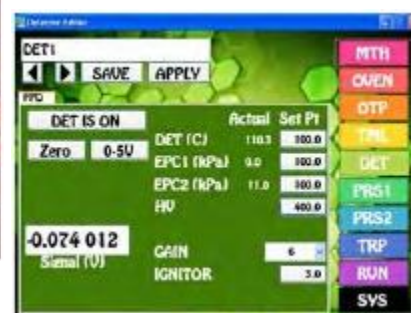 Detector Editor
DET1
SAVE APPLY
DET IS ON
Zero 0-5V
Actual Set Pt
DET (C) 110.3 100.0
EPC1 (kPa) 0.0 100.0
EPC2 (kPa) 11.0 100.0
HV 400.0
-0.074 012
Signal (V)
GAIN 6
IGNITOR 3.0
MTH
OVEN
OTP
TML
DET
PRS1
PRS2
TRP
RUN
SYS